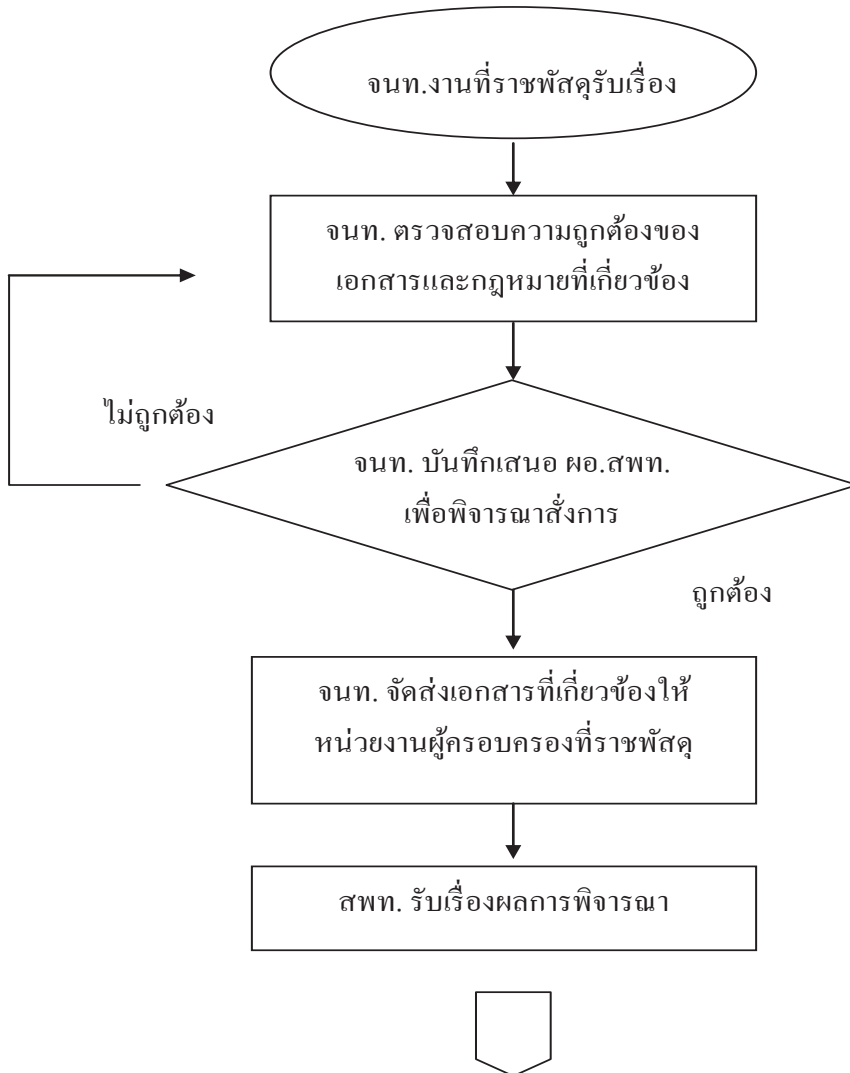 จนท.งานที่ราชพัสดุรับเรื่อง
จนท. ตรวจสอบความถูกต้องของ
เอกสารและกฎหมายที่เกี่ยวข้อง
ไม่ถูกต้อง
จนท. บันทึกเสนอ ผอ.สพท.
เพื่อพิจารณาสั่งการ
ถูกต้อง
จนท. จัดส่งเอกสารที่เกี่ยวข้องให้
หน่วยงานผู้ครอบครองที่ราชพัสดุ
สพท. รับเรื่องผลการพิจารณา